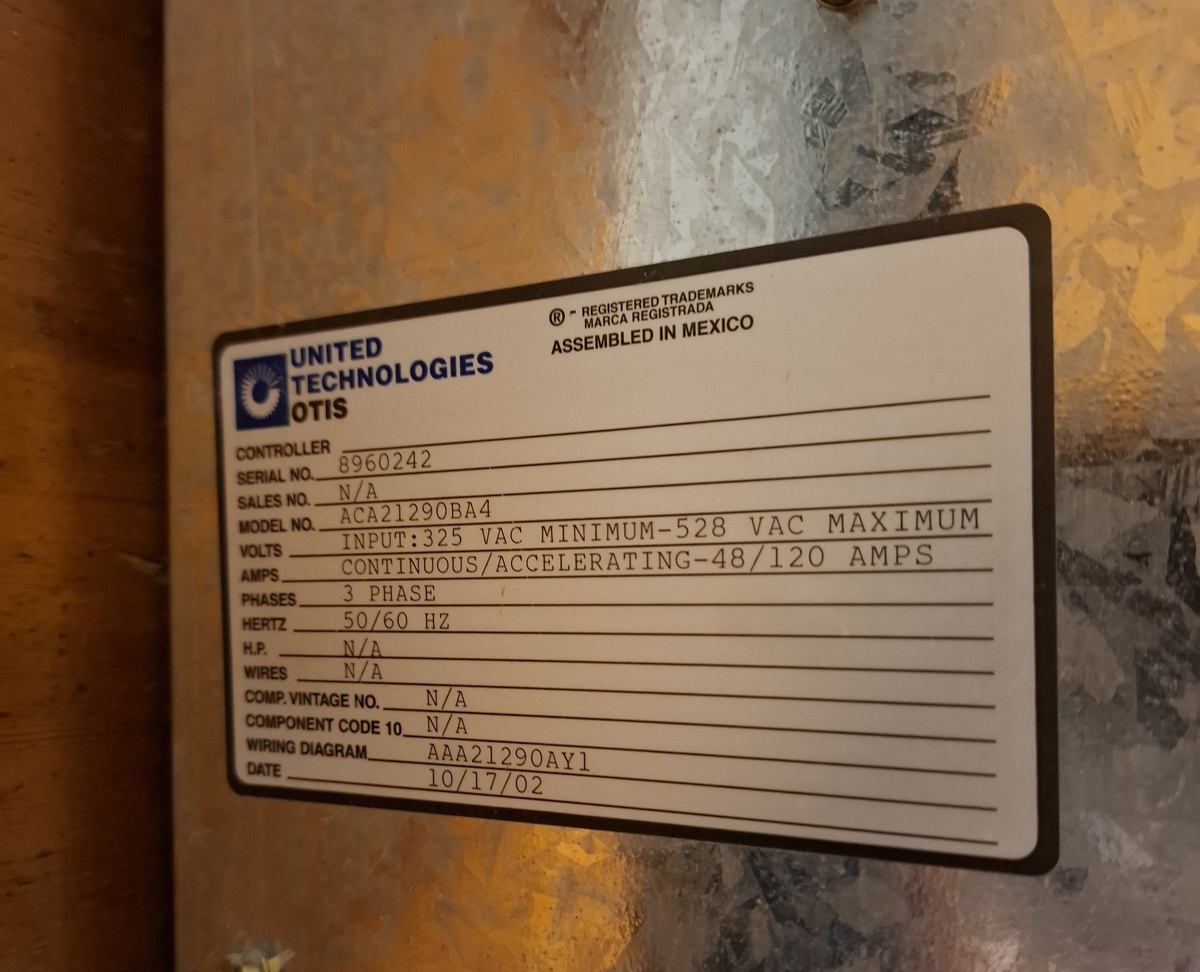 ® - REGISTERED TRADEMARKS
MARCA REGISTRADA
ASSEMBLED IN MEXICO
UNITED
TECHNOLOGIES
OTIS
CONTROLLER
SERIAL NO. 8960242
SALES NO. N/A
MODEL NO. ACA21290BA4
VOLTS INPUT:325 VAC MINIMUM-528 VAC MAXIMUM
AMPS CONTINUOUS/ACCELERATING-48/120 AMPS
PHASES 3 PHASE
HERTZ 50/60 HZ
H.P. N/A
WIRES N/A
COMP. VINTAGE NO. N/A
COMPONENT CODE 10 N/A
WIRING DIAGRAM AAA21290AY1
DATE 10/17/02